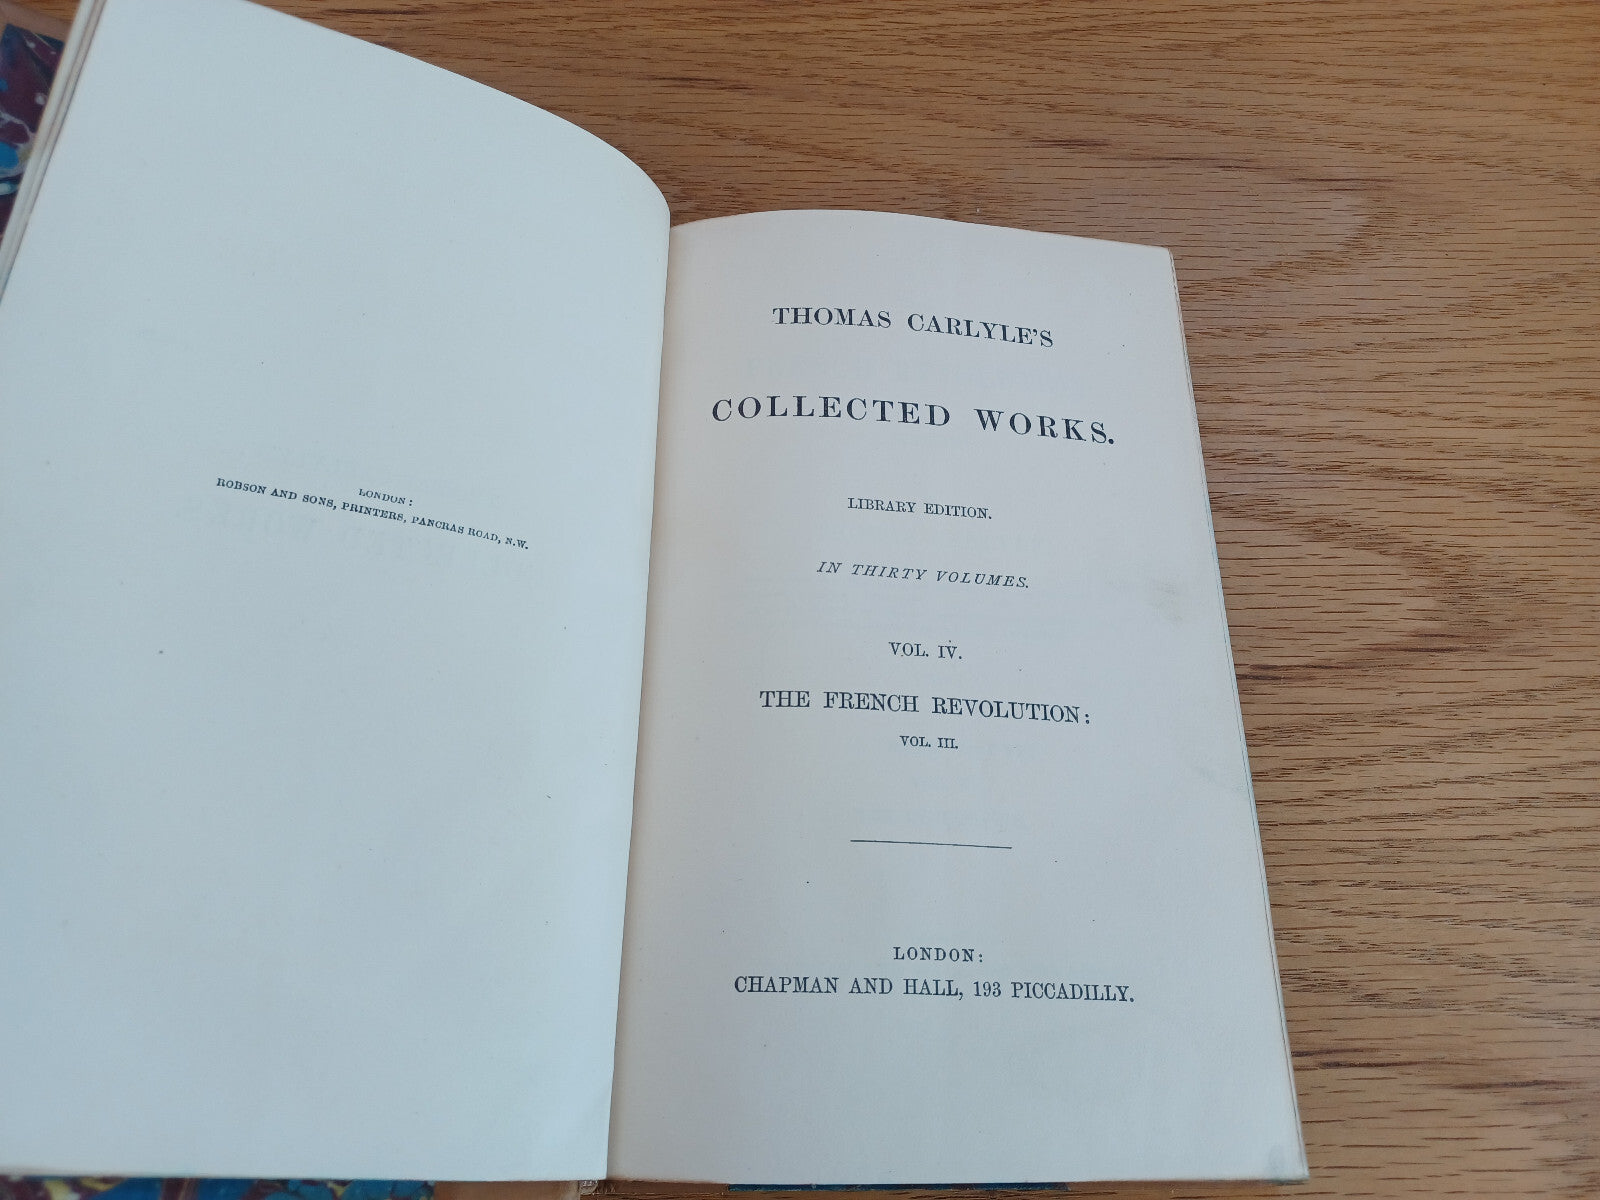 LONDON:
ROBSON AND SONS, PRINTERS, PANCRAS ROAD, N.W.
THOMAS CARLYLE'S
COLLECTED WORKS.
LIBRARY EDITION.
IN THIRTY VOLUMES.
VOL. IV.
THE FRENCH REVOLUTION:
VOL. III.
LONDON:
CHAPMAN AND HALL, 193 PICCADILLY.